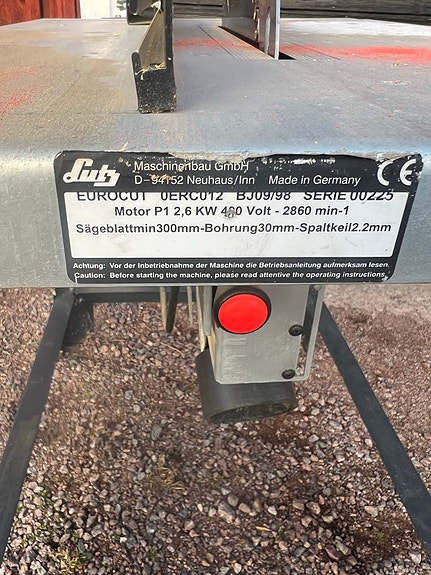 Lutz
Maschinenbau GmbH
D-94152 Neuhaus/Inn Made in Germany
CE
EUROCUT 0ERC012 BJ09/98 SERIE 00225
Motor P1 2,6 KW 400 Volt - 2860 min-1
Sägeblattmin300mm-Bohrung30mm-Spaltkeil2.2mm
Achtung: Vor der Inbetriebnahme der Maschine die Betriebsanleitung aufmerksam lesen.
Caution: Before starting the machine, please read attentive the operating instructions.